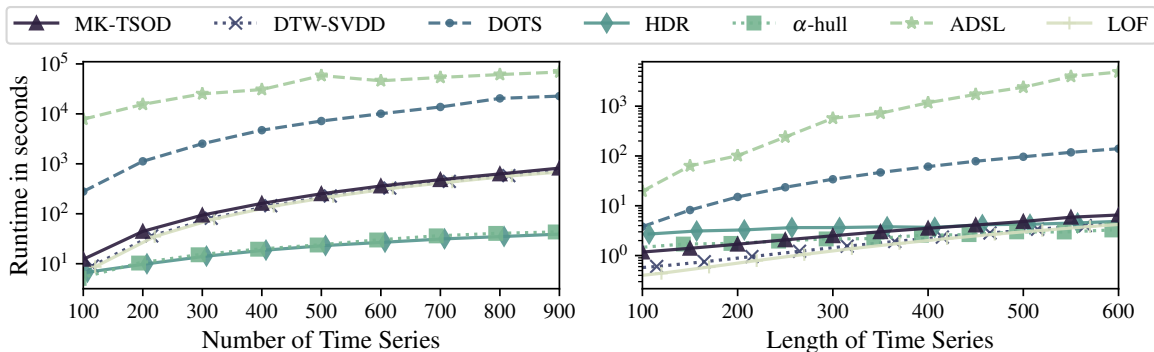 MK-TSOD DTW-SVDD DOTS HDR α-hull ADSL LOF
Runtime in seconds
10^5
10^4
10^3
10^2
10^1
100 200 300 400 500 600 700 800 900
Number of Time Series
10^3
10^2
10^1
10^0
100 200 300 400 500 600
Length of Time Series